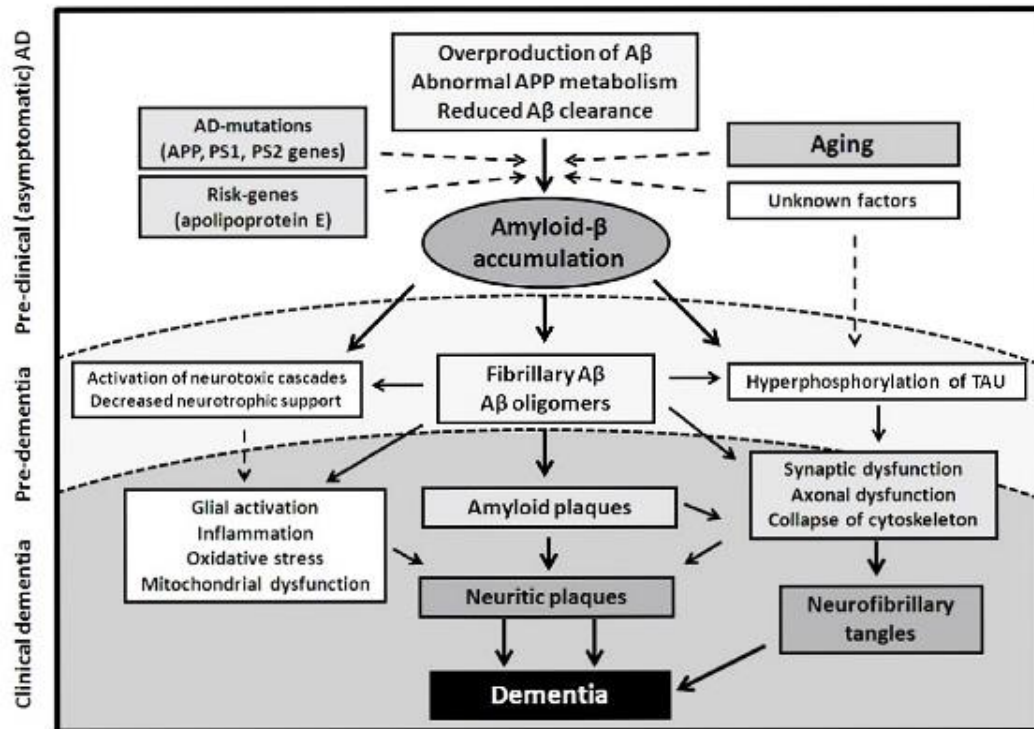 Pre-clinical (asymptomatic) AD
Pre-dementia
Clinical dementia
Overproduction of Aβ
Abnormal APP metabolism
Reduced Aβ clearance
AD-mutations
(APP, PS1, PS2 genes)
Risk-genes
(apolipoprotein E)
Aging
Unknown factors
Amyloid-β
accumulation
Activation of neurotoxic cascades
Decreased neurotrophic support
Fibrillary Aβ
Aβ oligomers
Hyperphosphorylation of TAU
Glial activation
Inflammation
Oxidative stress
Mitochondrial dysfunction
Amyloid plaques
Synaptic dysfunction
Axonal dysfunction
Collapse of cytoskeleton
Neuritic plaques
Neurofibrillary
tangles
Dementia